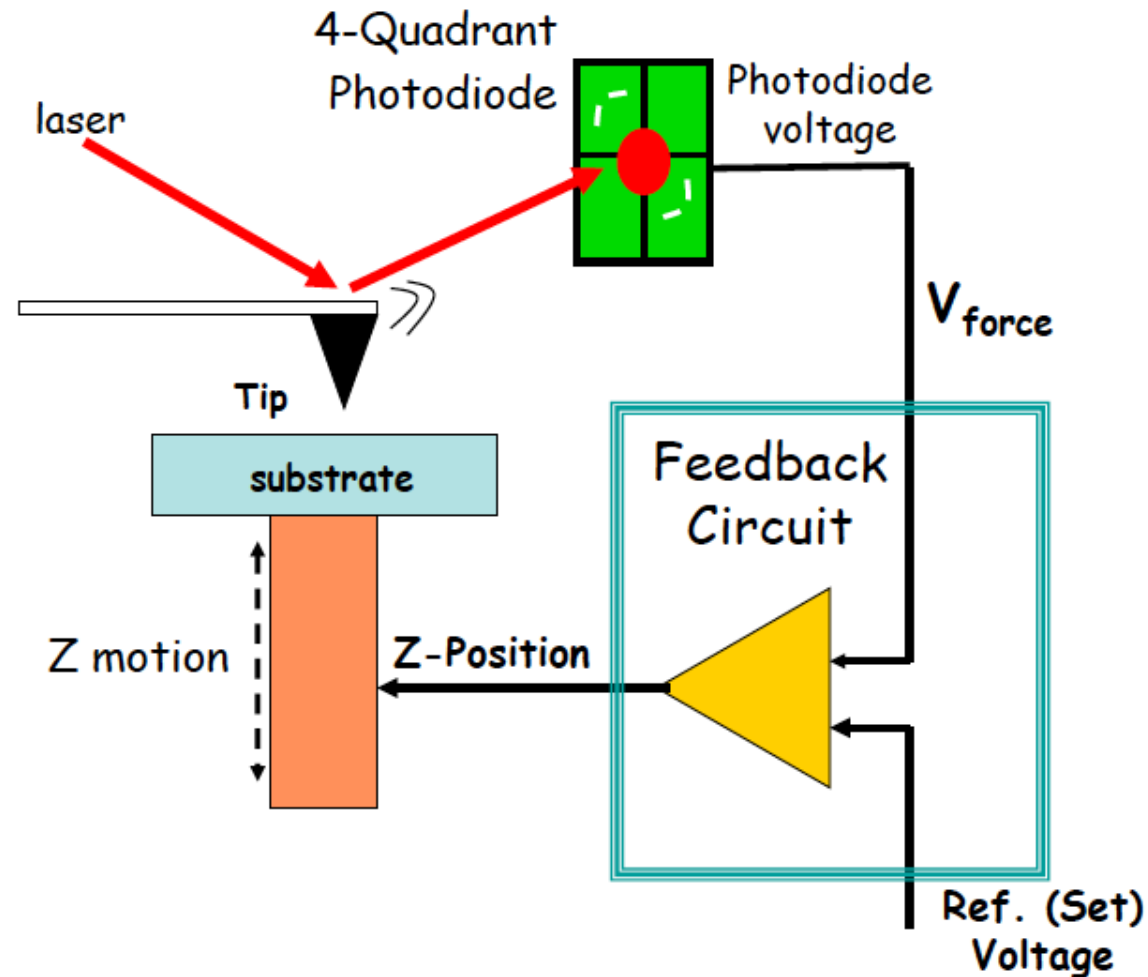 4-Quadrant
Photodiode
Photodiode
voltage
laser
V force
Tip
substrate
Feedback
Circuit
Z motion
Z-Position
Ref. (Set)
Voltage